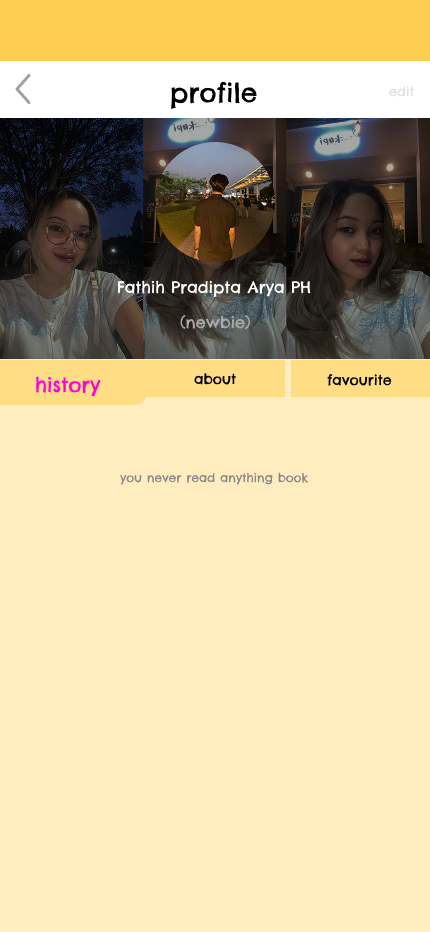 profile
edit
Fathih Pradipta Arya PH
(newbie)
history
about
favourite
you never read anything book